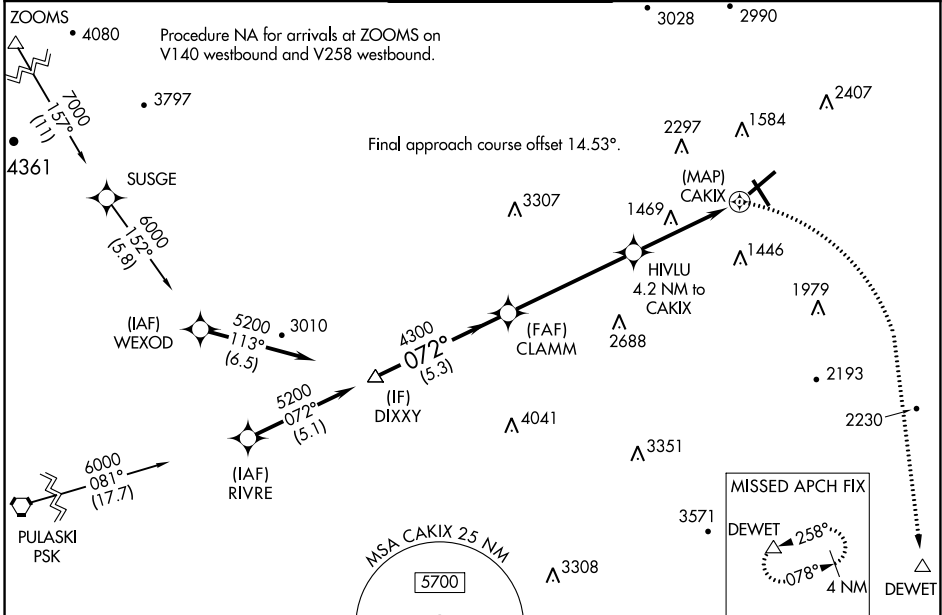 ZOOMS
4080
Procedure NA for arrivals at ZOOMS on
V140 westbound and V258 westbound.
3028
2990
7000
157°
(11)
3797
4361
2407
2297
1584
Final approach course offset 14.53°.
SUSGE
6000
152°
(5.8)
3307
(MAP)
CAKIX
1469
1446
HIVLU
4.2 NM to
CAKIX
1979
(IAF)
WEXOD
5200
113°
(6.5)
3010
4300
072°
(5.3)
(FAF)
CLAMM
2688
(IF)
DIXXY
2193
2230
5200
072°
(5.1)
(IAF)
RIVRE
4041
3351
6000
081°
(17.7)
PULASKI
PSK
3571
MISSED APCH FIX
DEWET
258°
078°
4 NM
DEWET
MSA CAKIX 25 NM
5700
3308